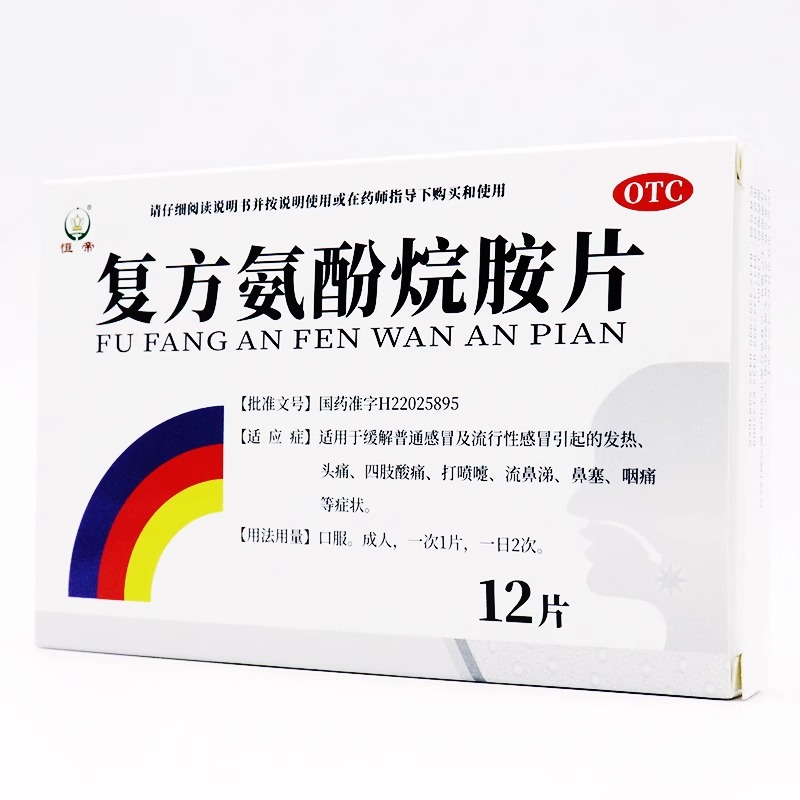 请仔细阅读说明书并按说明使用或在药师指导下购买和使用
OTC
恒帝
®
复方氨酚烷胺片
FU FANG AN FEN WAN AN PIAN
【批准文号】国药准字H22025895
【适应症】适用于缓解普通感冒及流行性感冒引起的发热、
头痛、四肢酸痛、打喷嚏、流鼻涕、鼻塞、咽痛
等症状。
【用法用量】口服。成人，一次1片，一日2次。
12片